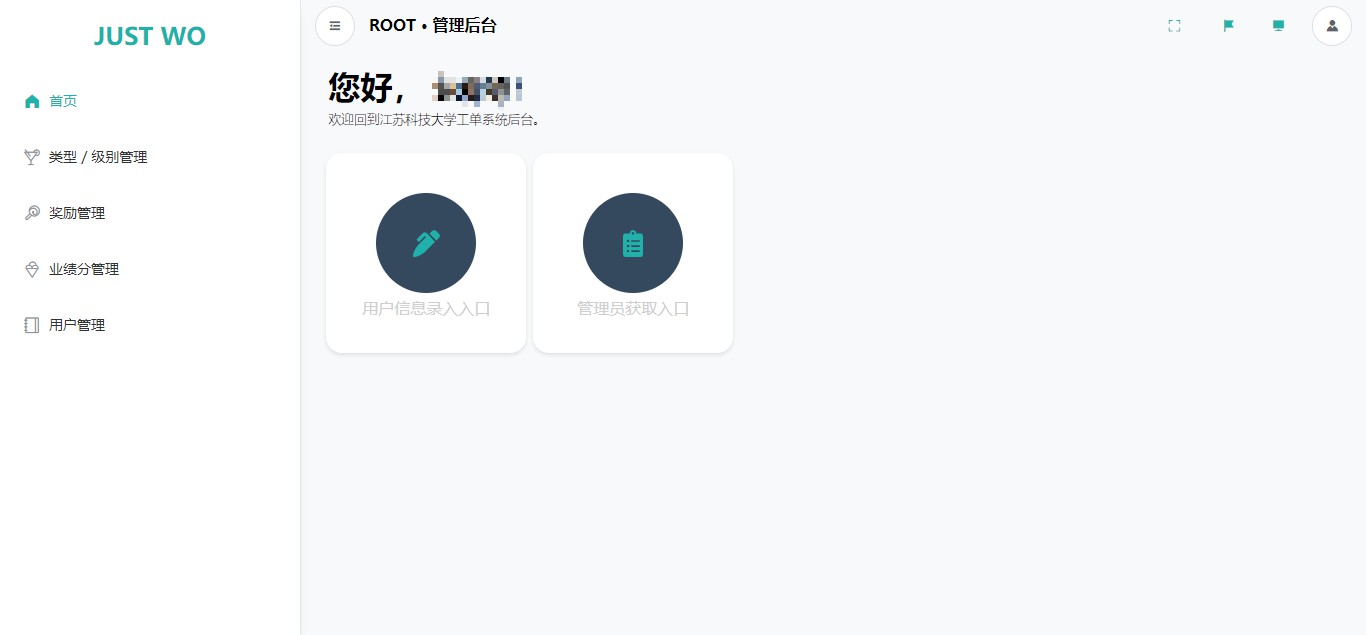 JUST WO
首页
类型 / 级别管理
奖励管理
业绩分管理
用户管理
ROOT • 管理后台
您好，
欢迎回到江苏科技大学工单系统后台。
用户信息录入入口
管理员获取入口